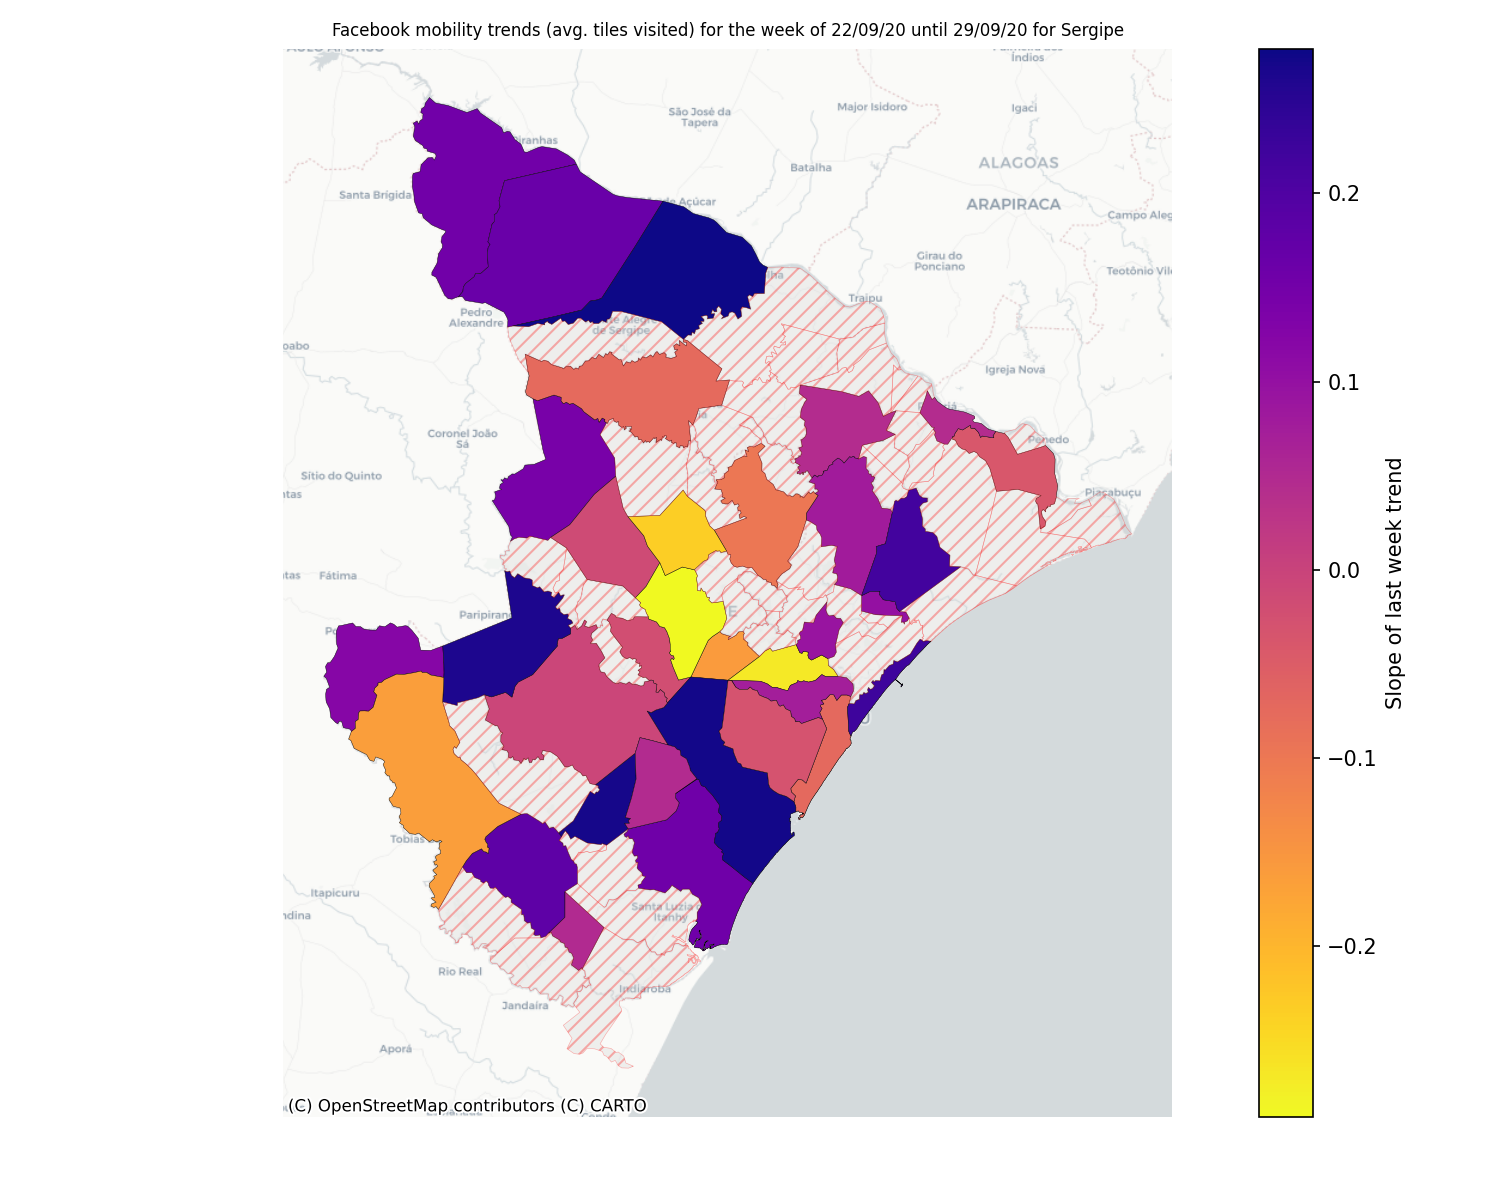 Facebook mobility trends (avg. tiles visited) for the week of 22/09/20 until 29/09/20 for Sergipe
Índios
São José da
Tapera
Major Isidoro
Igaci
Batalha
ALAGOAS
Santa Brígida
de Açúcar
ARAPIRACA
Campo Aleg
Girau do
Ponciano
Teotônio Vile
Traipu
Pedro
Alexandre
de Sergipe
Igreja Nova
Coronel João
Sá
Penedo
Sítio do Quinto
Piaçabuçu
Fátima
Paripiran
Tobias
Itapicuru
Santa Luzia
Itanhy
Rio Real
Indiaroba
Jandaíra
Aporá
(C) OpenStreetMap contributors (C) CARTO
0.2
0.1
0.0
−0.1
−0.2
Slope of last week trend